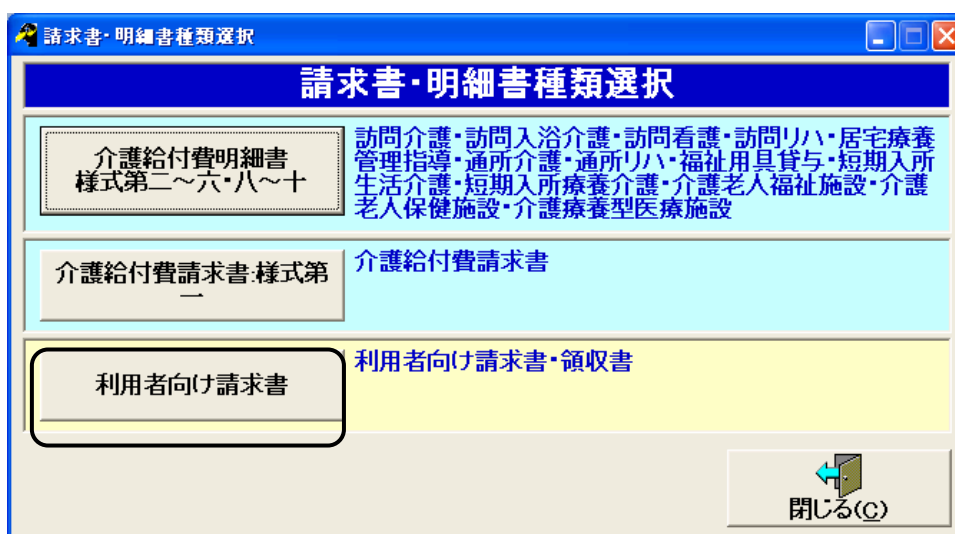 請求書・明細書種類選択
請求書・明細書種類選択
介護給付費明細書
様式第二～六・八～十
訪問介護・訪問入浴介護・訪問看護・訪問リハ・居宅療養
管理指導・通所介護・通所リハ・福祉用具貸与・短期入所
生活介護・短期入所療養介護・介護老人福祉施設・介護
老人保健施設・介護療養型医療施設
介護給付費請求書:様式第
一
介護給付費請求書
利用者向け請求書
利用者向け請求書・領収書
閉じる(C)